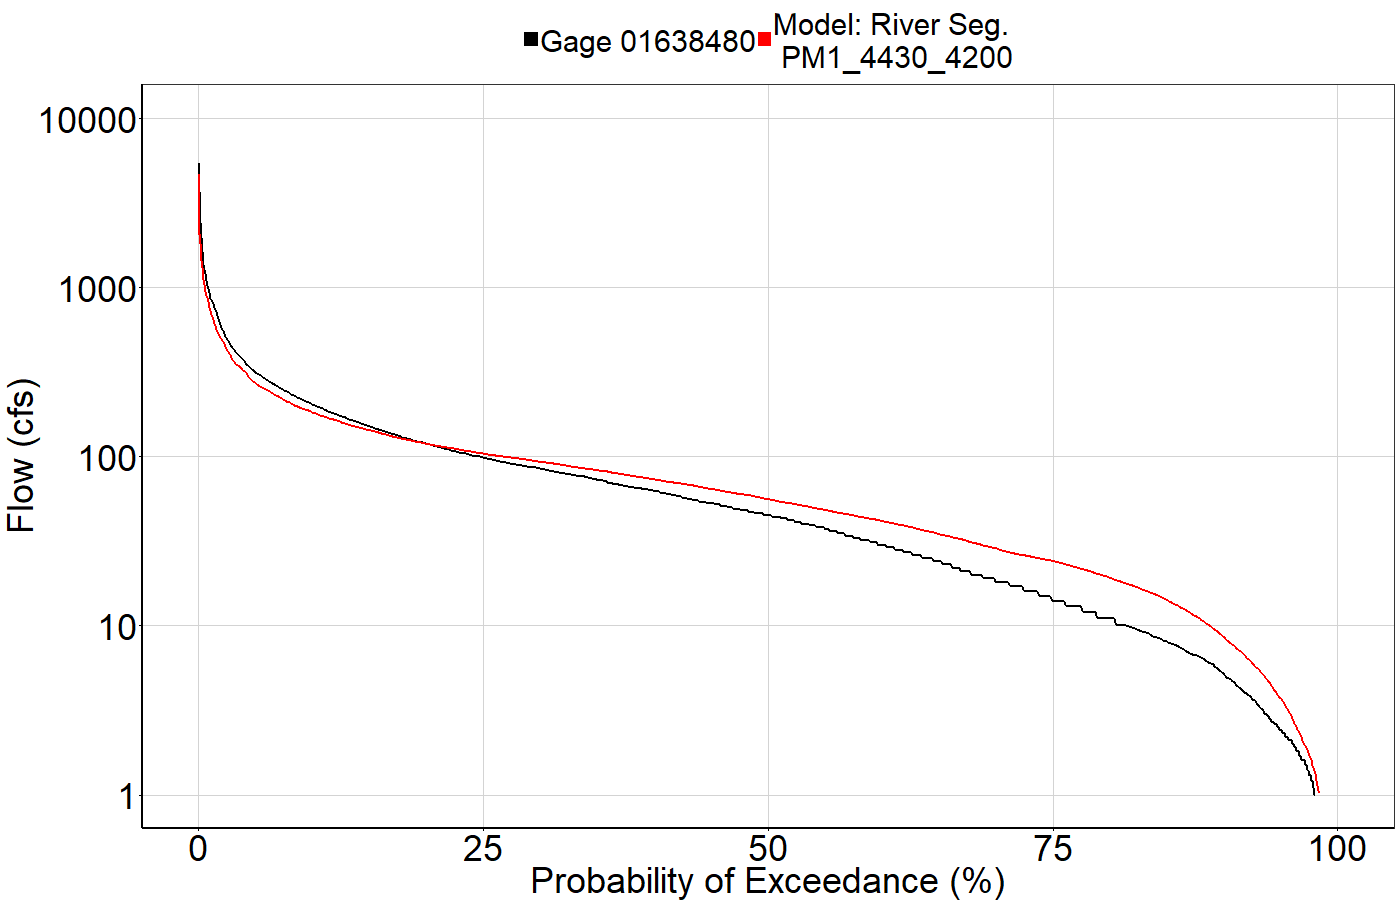 Gage 01638480
Model: River Seg.
PM1_4430_4200
10000
1000
100
10
1
Flow (cfs)
0 25 50 75 100
Probability of Exceedance (%)